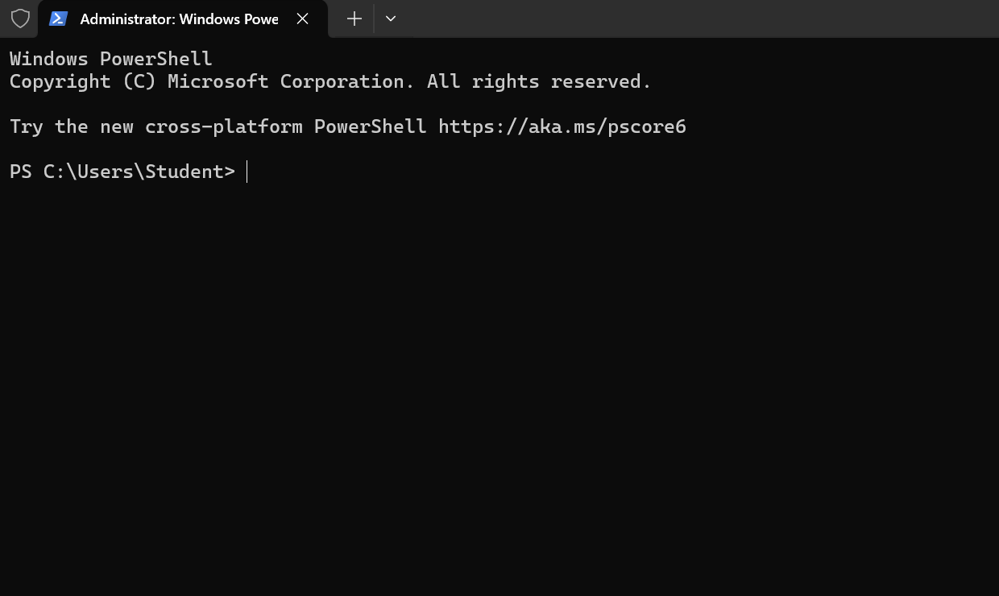 Administrator: Windows Powe
Windows PowerShell
Copyright (C) Microsoft Corporation. All rights reserved.
Try the new cross-platform PowerShell https://aka.ms/pscore6
PS C:\Users\Student>